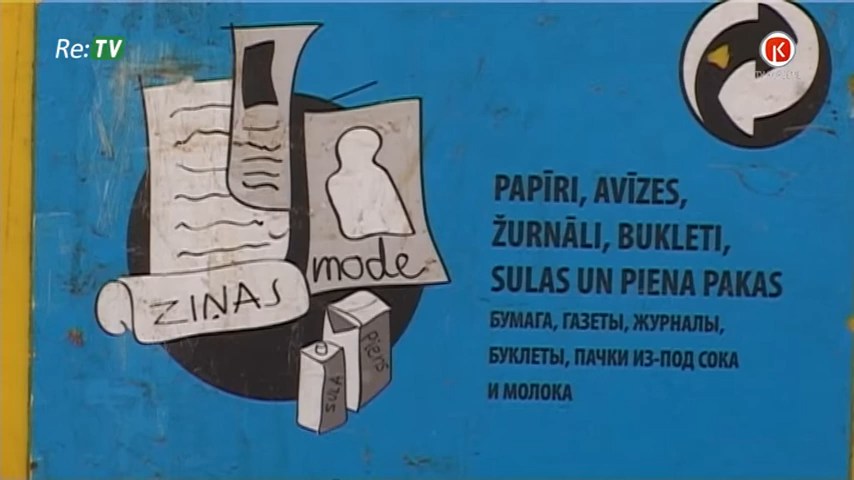 Re:TV
K
PAPĪRI, AVĪZES,
ŽURNĀLI, BUKLETI,
SULAS UN PIENA PAKAS
БУМАГА, ГАЗЕТЫ, ЖУРНАЛЫ,
БУКЛЕТЫ, ПАЧКИ ИЗ-ПОД СОКА
И МОЛОКА
mode
ZIŅAS
piens
SULA